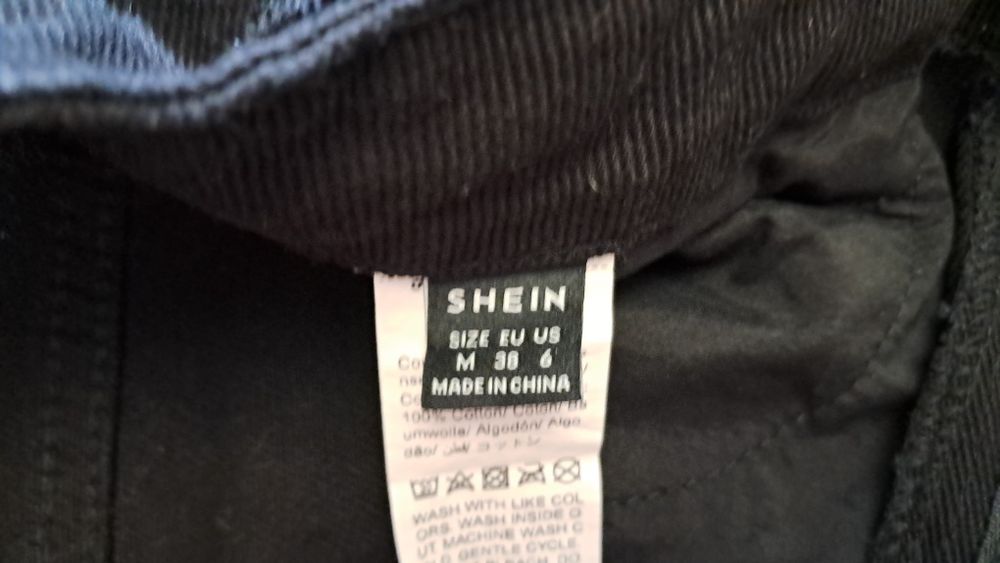 SHEIN
SIZE EU US
M 38 6
MADE IN CHINA
100% Cotton/ Coton/ Ba
umwolle/ Algodón/ Algo
dão/
WASH WITH LIKE COL
ORS. WASH INSIDE O
UT MACHINE WASH C
GENTLE CYCLE.